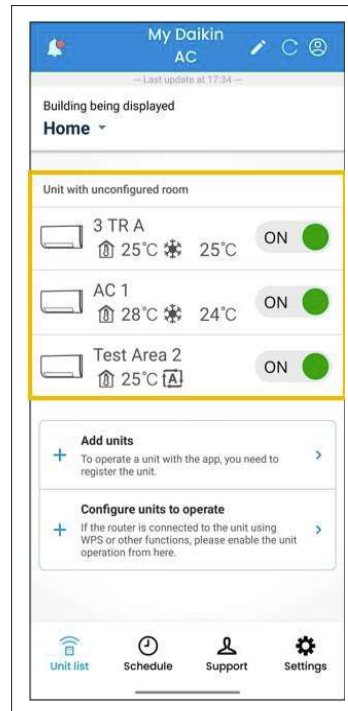 My Daikin
AC
— Last update at 17:34 —
Building being displayed
Home
Unit with unconfigured room
3 TR A
25°C 25°C
ON
AC 1
28°C 24°C
ON
Test Area 2
25°C A
ON
Add units
To operate a unit with the app, you need to
register the unit.
Configure units to operate
If the router is connected to the unit using
WPS or other functions, please enable the unit
operation from here.
Unit list Schedule Support Settings